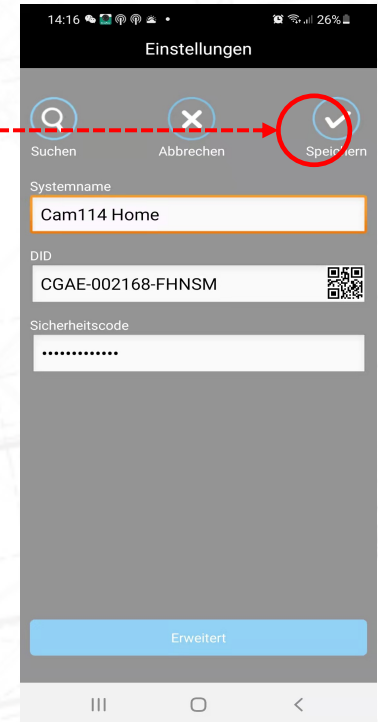 14:16 26%
Einstellungen
Suchen Abbrechen Speichern
Systemname
Cam114 Home
DID
CGAE-002168-FHNSM
Sicherheitscode
•••••••••••••
Erweitert